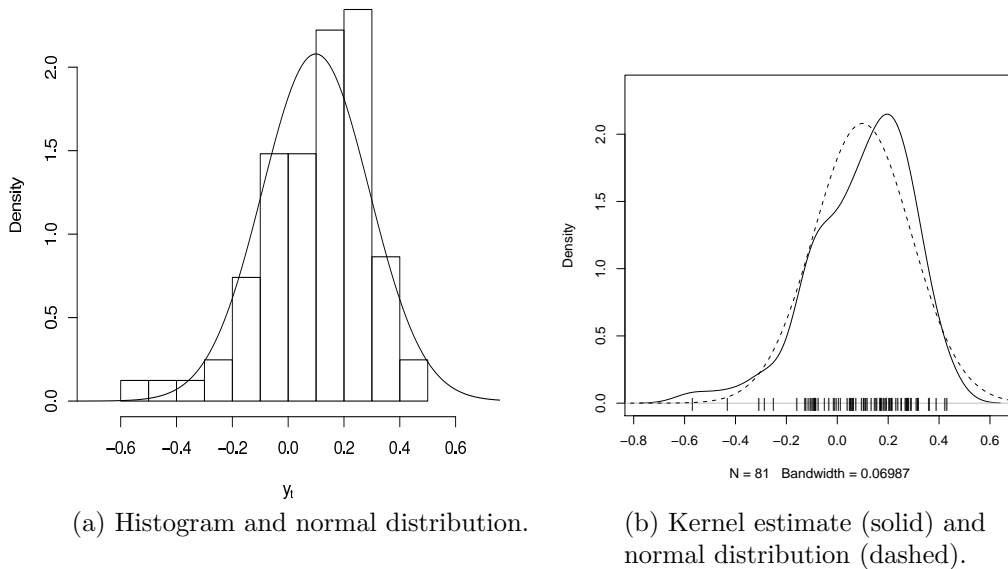 Density
0.0 0.5 1.0 1.5 2.0
−0.6 −0.4 −0.2 0.0 0.2 0.4 0.6
yt
(a) Histogram and normal distribution.
Density
0.0 0.5 1.0 1.5 2.0
−0.8 −0.6 −0.4 −0.2 0.0 0.2 0.4 0.6
N = 81 Bandwidth = 0.06987
(b) Kernel estimate (solid) and
normal distribution (dashed).